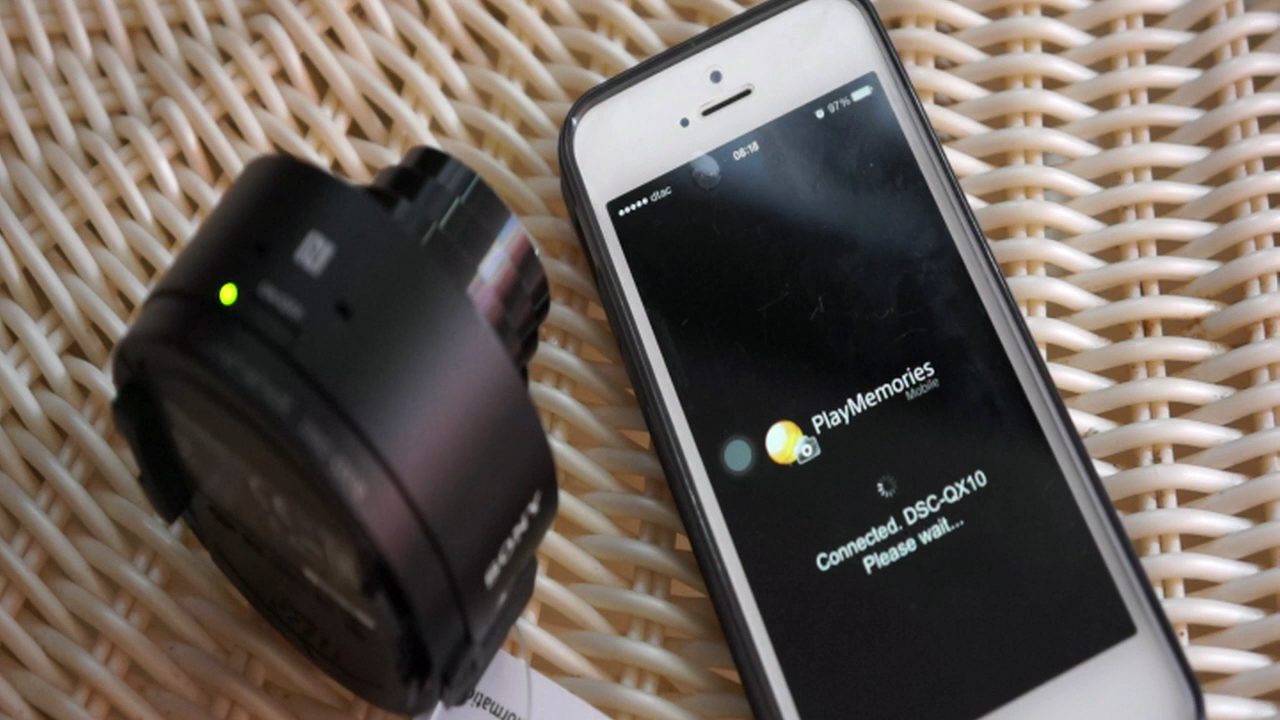 dtac
08:18
97%
PlayMemories
Mobile
Connected. DSC-QX10
Please wait...
SONY